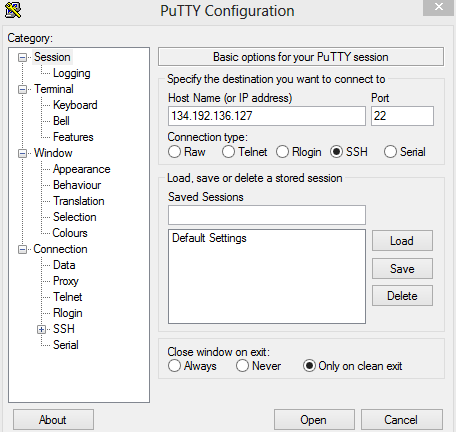 PuTTY Configuration
Category:
Session
Logging
Terminal
Keyboard
Bell
Features
Window
Appearance
Behaviour
Translation
Selection
Colours
Connection
Data
Proxy
Telnet
Rlogin
SSH
Serial
Basic options for your PuTTY session
Specify the destination you want to connect to
Host Name (or IP address) Port
134.192.136.127 22
Connection type:
Raw Telnet Rlogin SSH Serial
Load, save or delete a stored session
Saved Sessions
Default Settings
Load
Save
Delete
Close window on exit:
Always Never Only on clean exit
About Open Cancel